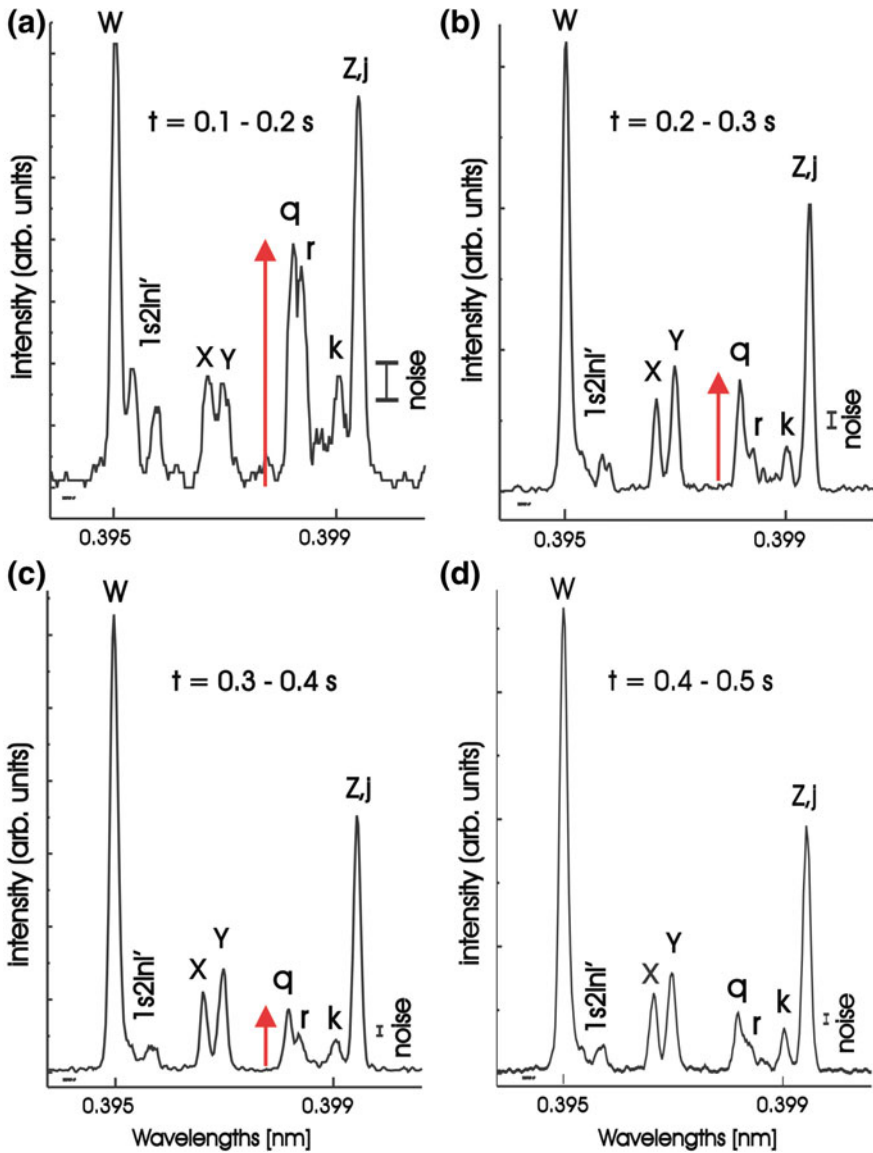 (a)
W
t = 0.1 - 0.2 s
1s2lnl'
X
Y
q
r
k
Z,j
noise
intensity (arb. units)
0.395
0.399
(b)
W
t = 0.2 - 0.3 s
1s2lnl'
X
Y
q
r
k
Z,j
noise
intensity (arb. units)
0.395
0.399
(c)
W
t = 0.3 - 0.4 s
1s2lnl'
X
Y
q
r
k
Z,j
noise
intensity (arb. units)
0.395
0.399
Wavelengths [nm]
(d)
W
t = 0.4 - 0.5 s
1s2lnl'
X
Y
q
r
k
Z,j
noise
intensity (arb. units)
0.395
0.399
Wavelengths [nm]